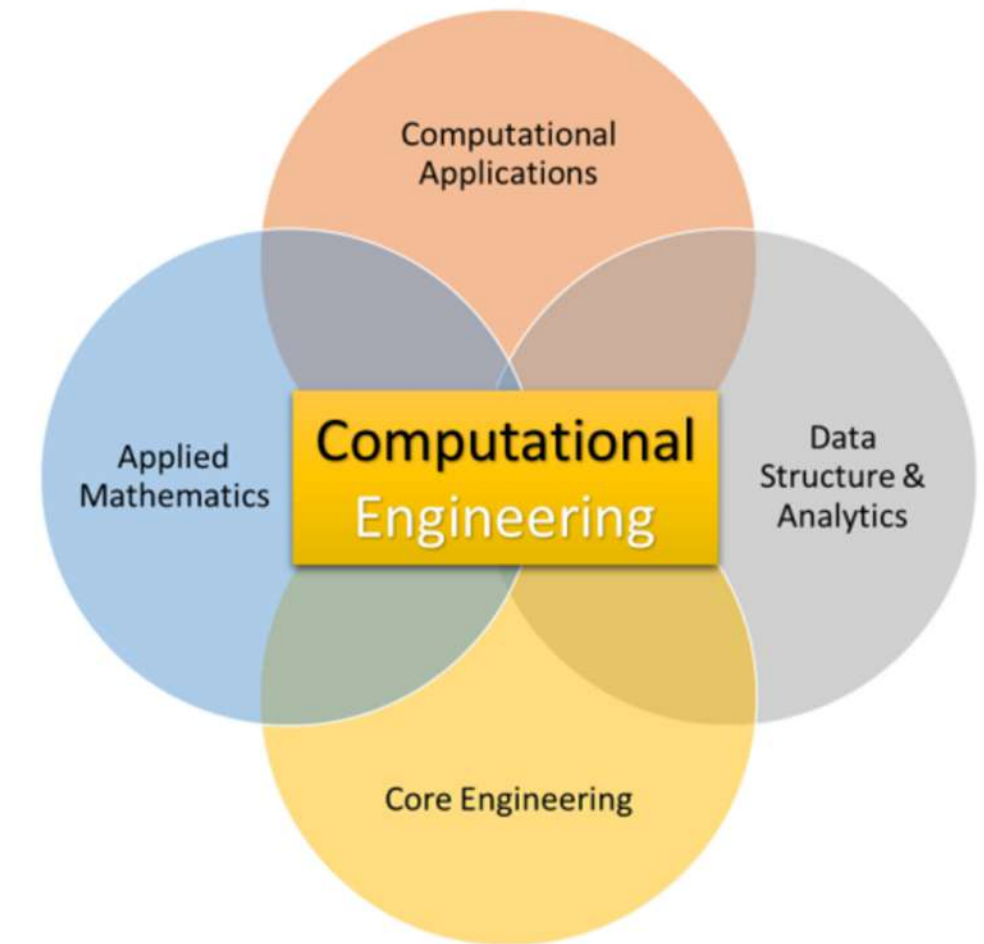 Computational
Applications
Applied
Mathematics
Computational
Engineering
Data
Structure &
Analytics
Core Engineering